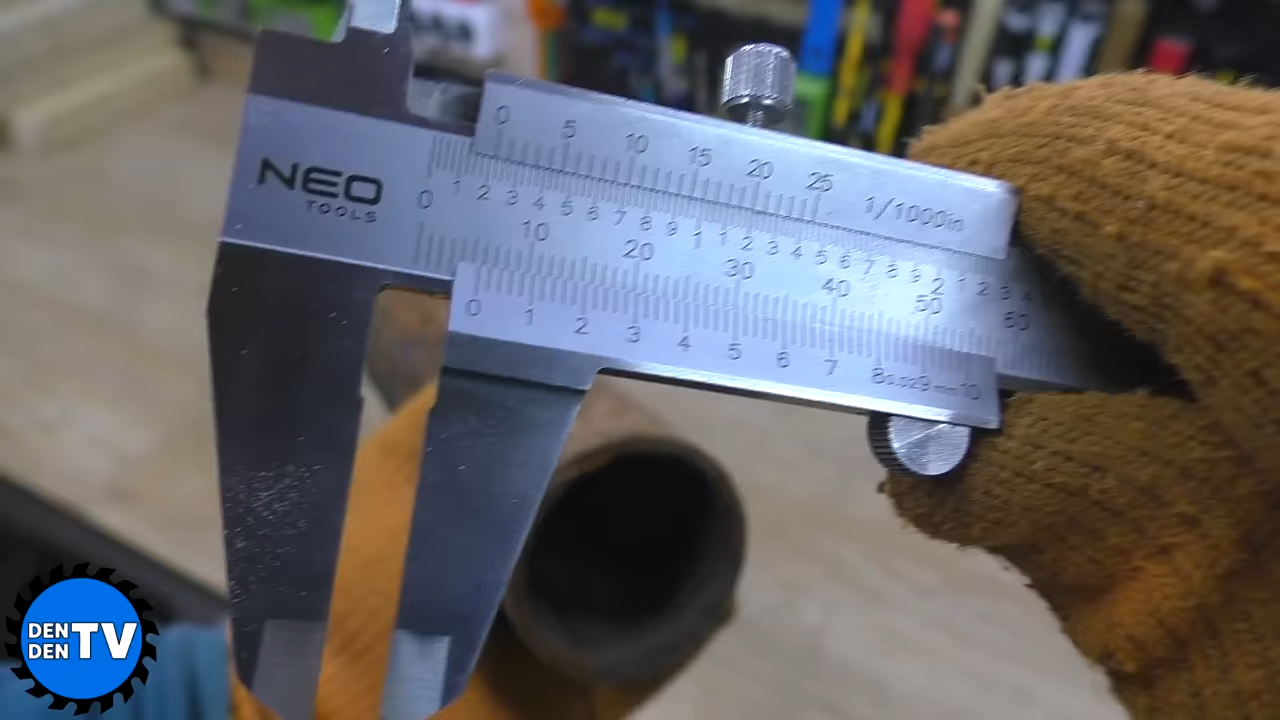 0 5 10 15 20 25 1/1000in
NEO
TOOLS
0 1 2 3 4 5 6 7 8 9 1 1 2 3 4 5 6 7 8 9 2 1 2 3 4
10 20 30 40 50 60
0 1 2 3 4 5 6 7 8 mm 10
DEN
DEN TV